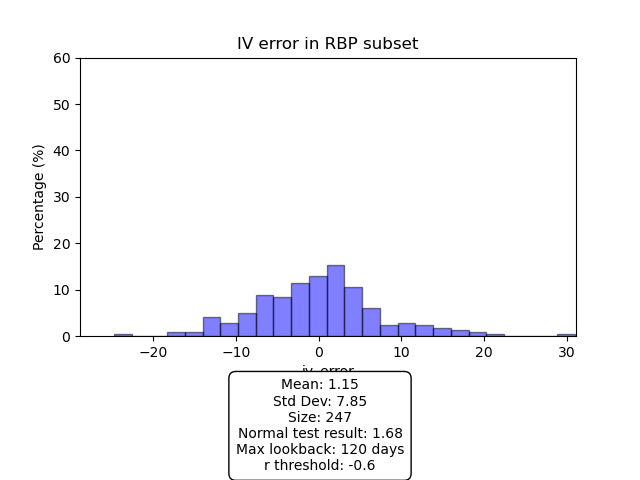 IV error in RBP subset
60
50
40
30
20
10
0
Percentage (%)
−20
−10
0
10
20
30
iv_error
Mean: 1.15
Std Dev: 7.85
Size: 247
Normal test result: 1.68
Max lookback: 120 days
r threshold: -0.6